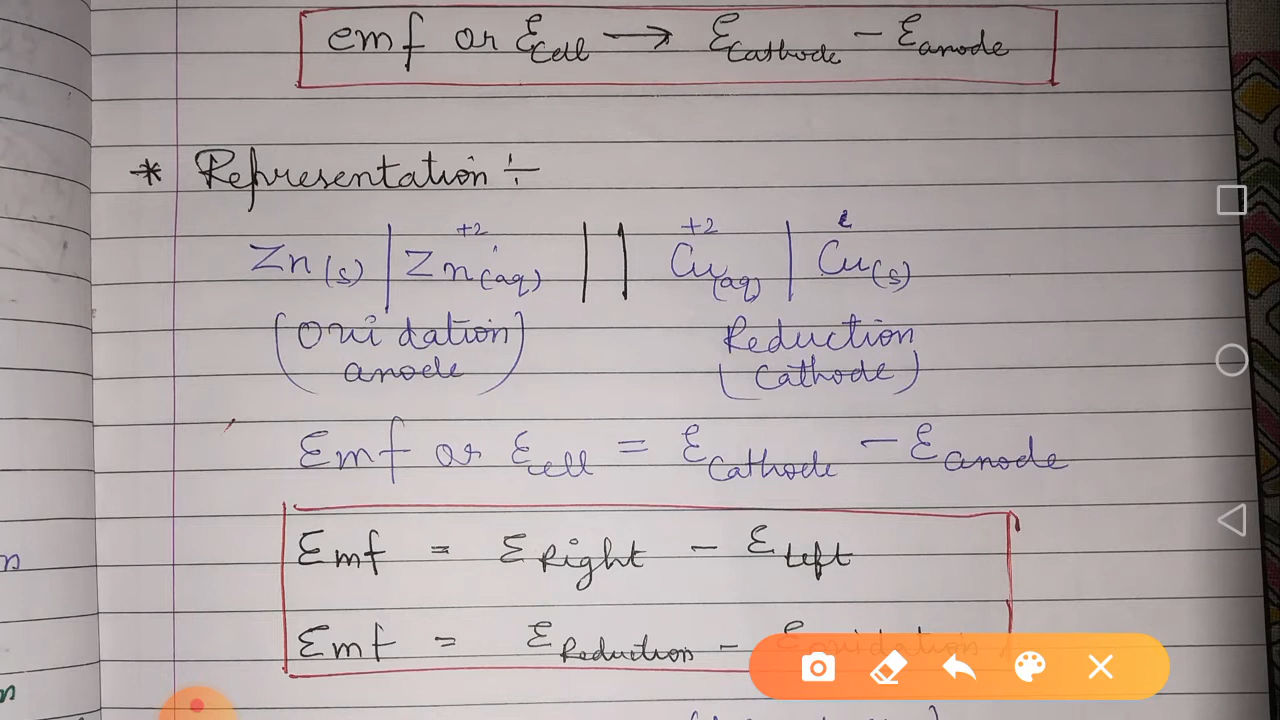 emf or Ecell → Ecathode - Eanode
* Representation ÷
Zn(s) | Zn+2(aq) || Cu+2(aq) | Cu(s)
(Oxidation) Reduction
anode (Cathode)
Emf or Ecell = Ecathode - Eanode
Emf = ERight - ELeft
Emf = EReduction - Eoxidation